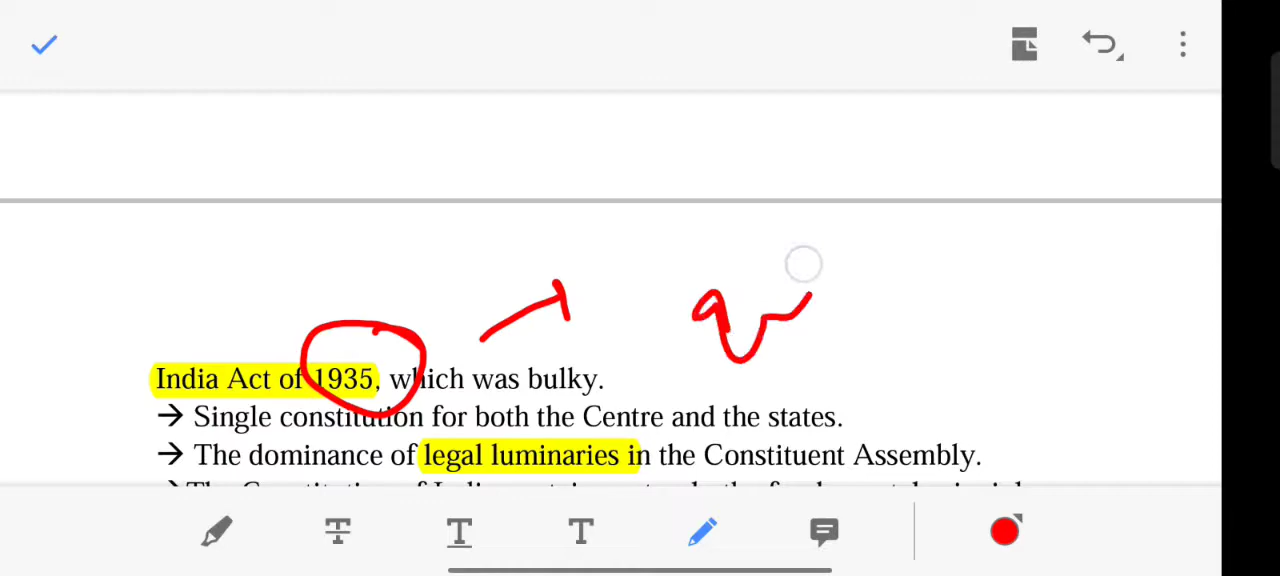 India Act of 1935, which was bulky.
→ Single constitution for both the Centre and the states.
→ The dominance of legal luminaries in the Constituent Assembly.